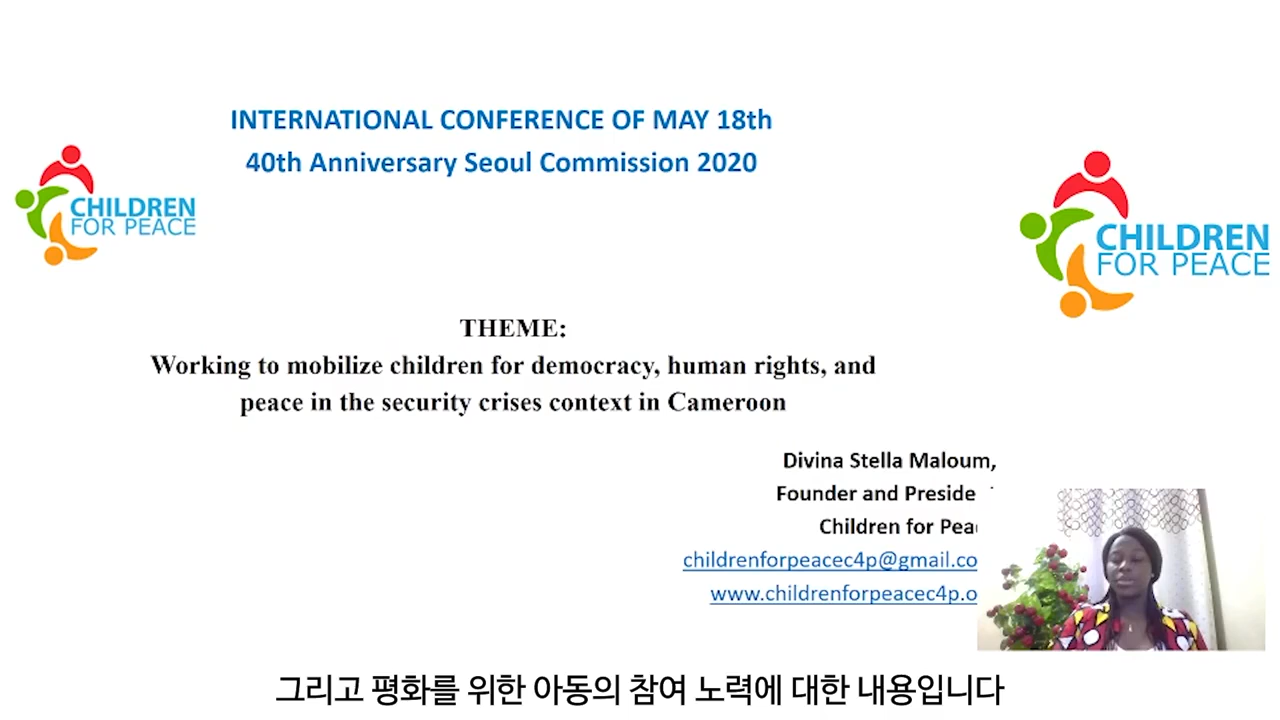 INTERNATIONAL CONFERENCE OF MAY 18th
40th Anniversary Seoul Commission 2020
CHILDREN
FOR PEACE
CHILDREN
FOR PEACE
THEME:
Working to mobilize children for democracy, human rights, and
peace in the security crises context in Cameroon
Divina Stella Maloum,
Founder and
Children for
그리고 평화를 위한 아동의 참여 노력에 대한 내용입니다